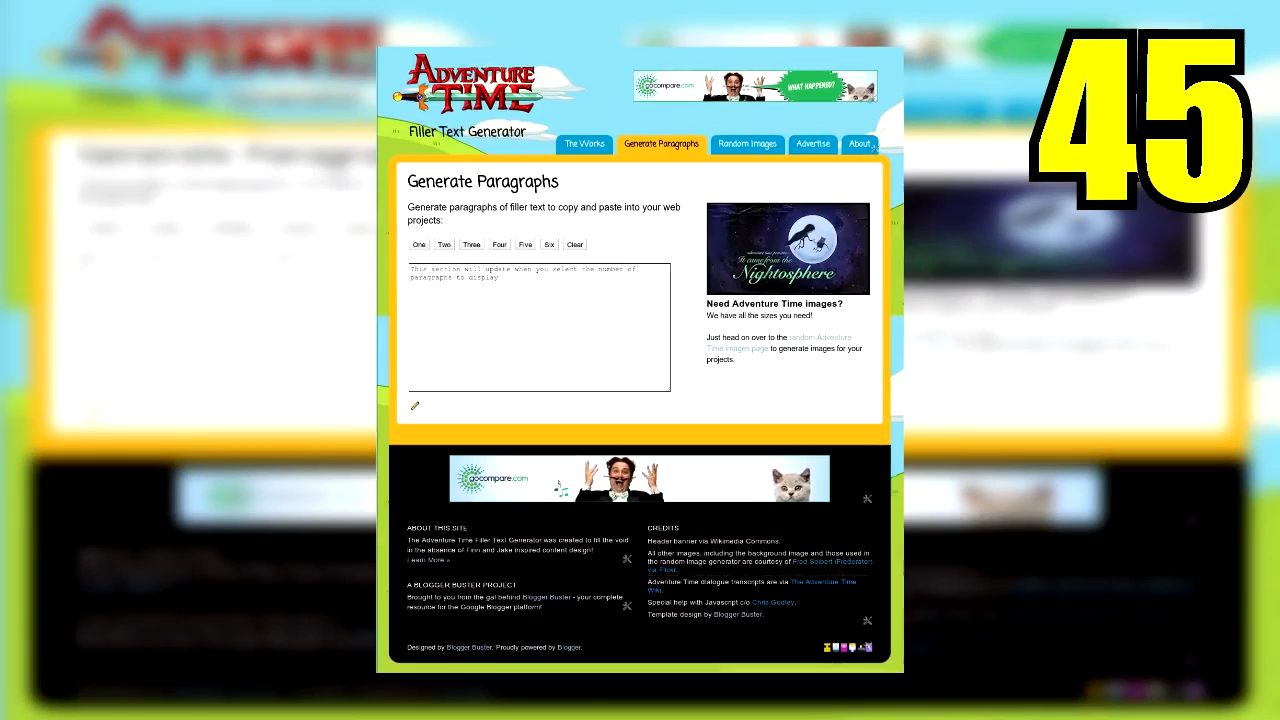 45
ADVENTURE
TIME
gocompare.com
WHAT HAPPENED?
Filler Text Generator
The Works
Generate Paragraphs
Random Images
Advertise
About
Generate Paragraphs
Generate paragraphs of filler text to copy and paste into your web
projects:
One Two Three Four Five Six Clear
This section will update when you select the number of
paragraphs to display
adventure time presents
It came from the
Nightosphere
Need Adventure Time images?
We have all the sizes you need!
Just head on over to the random Adventure
Time images page to generate images for your
projects.
gocompare.com
ABOUT THIS SITE
The Adventure Time Filler Text Generator was created to fill the void
in the absence of Finn and Jake inspired content design!
Learn More »
A BLOGGER BUSTER PROJECT
Brought to you from the gal behind Blogger Buster - your complete
resource for the Google Blogger platform!
CREDITS
Header banner via Wikimedia Commons.
All other images, including the background image and those used in
the random image generator are courtesy of Fred Seibert (Frederator)
via Flickr.
Adventure Time dialogue transcripts are via The Adventure Time
Wiki.
Special help with Javascript c/o Chris Godley.
Template design by Blogger Buster.
Designed by Blogger Buster. Proudly powered by Blogger.